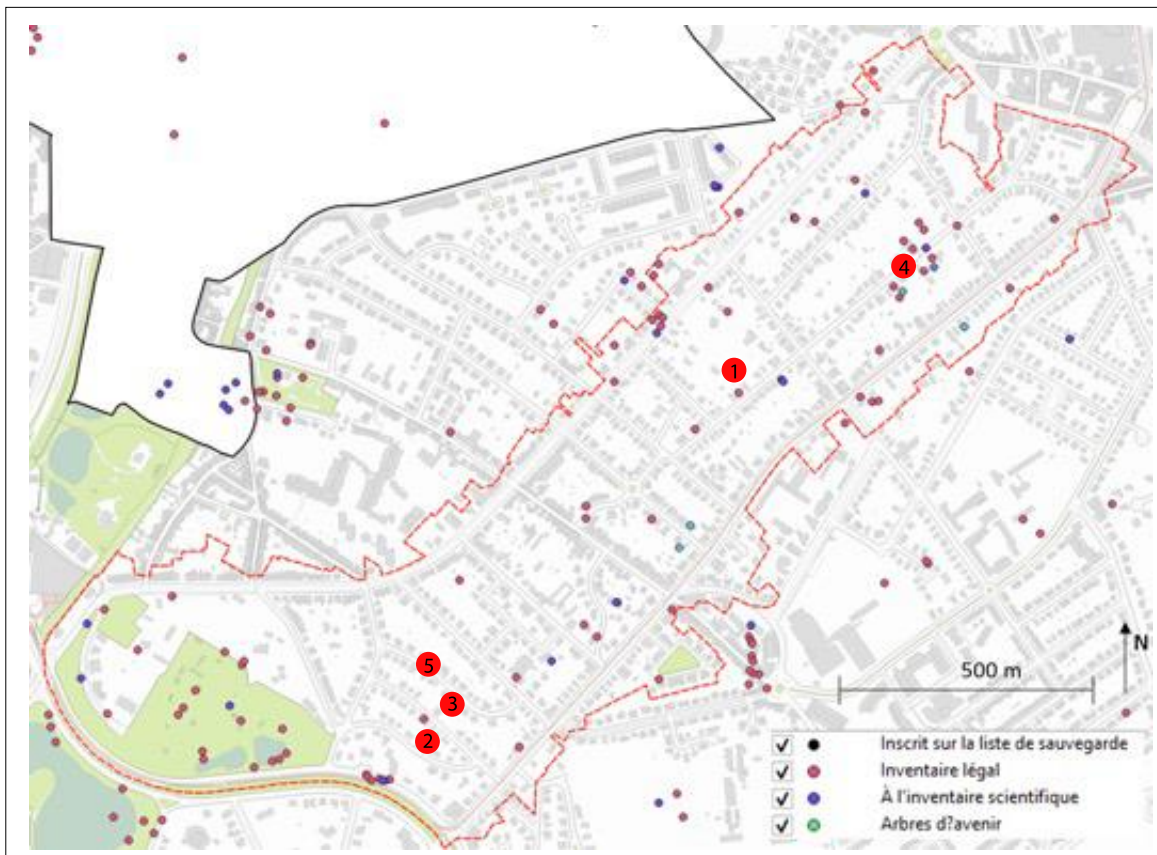 4
1
5
3
2
500 m
N
Inscrit sur la liste de sauvegarde
Inventaire légal
À l'inventaire scientifique
Arbres d?avenir